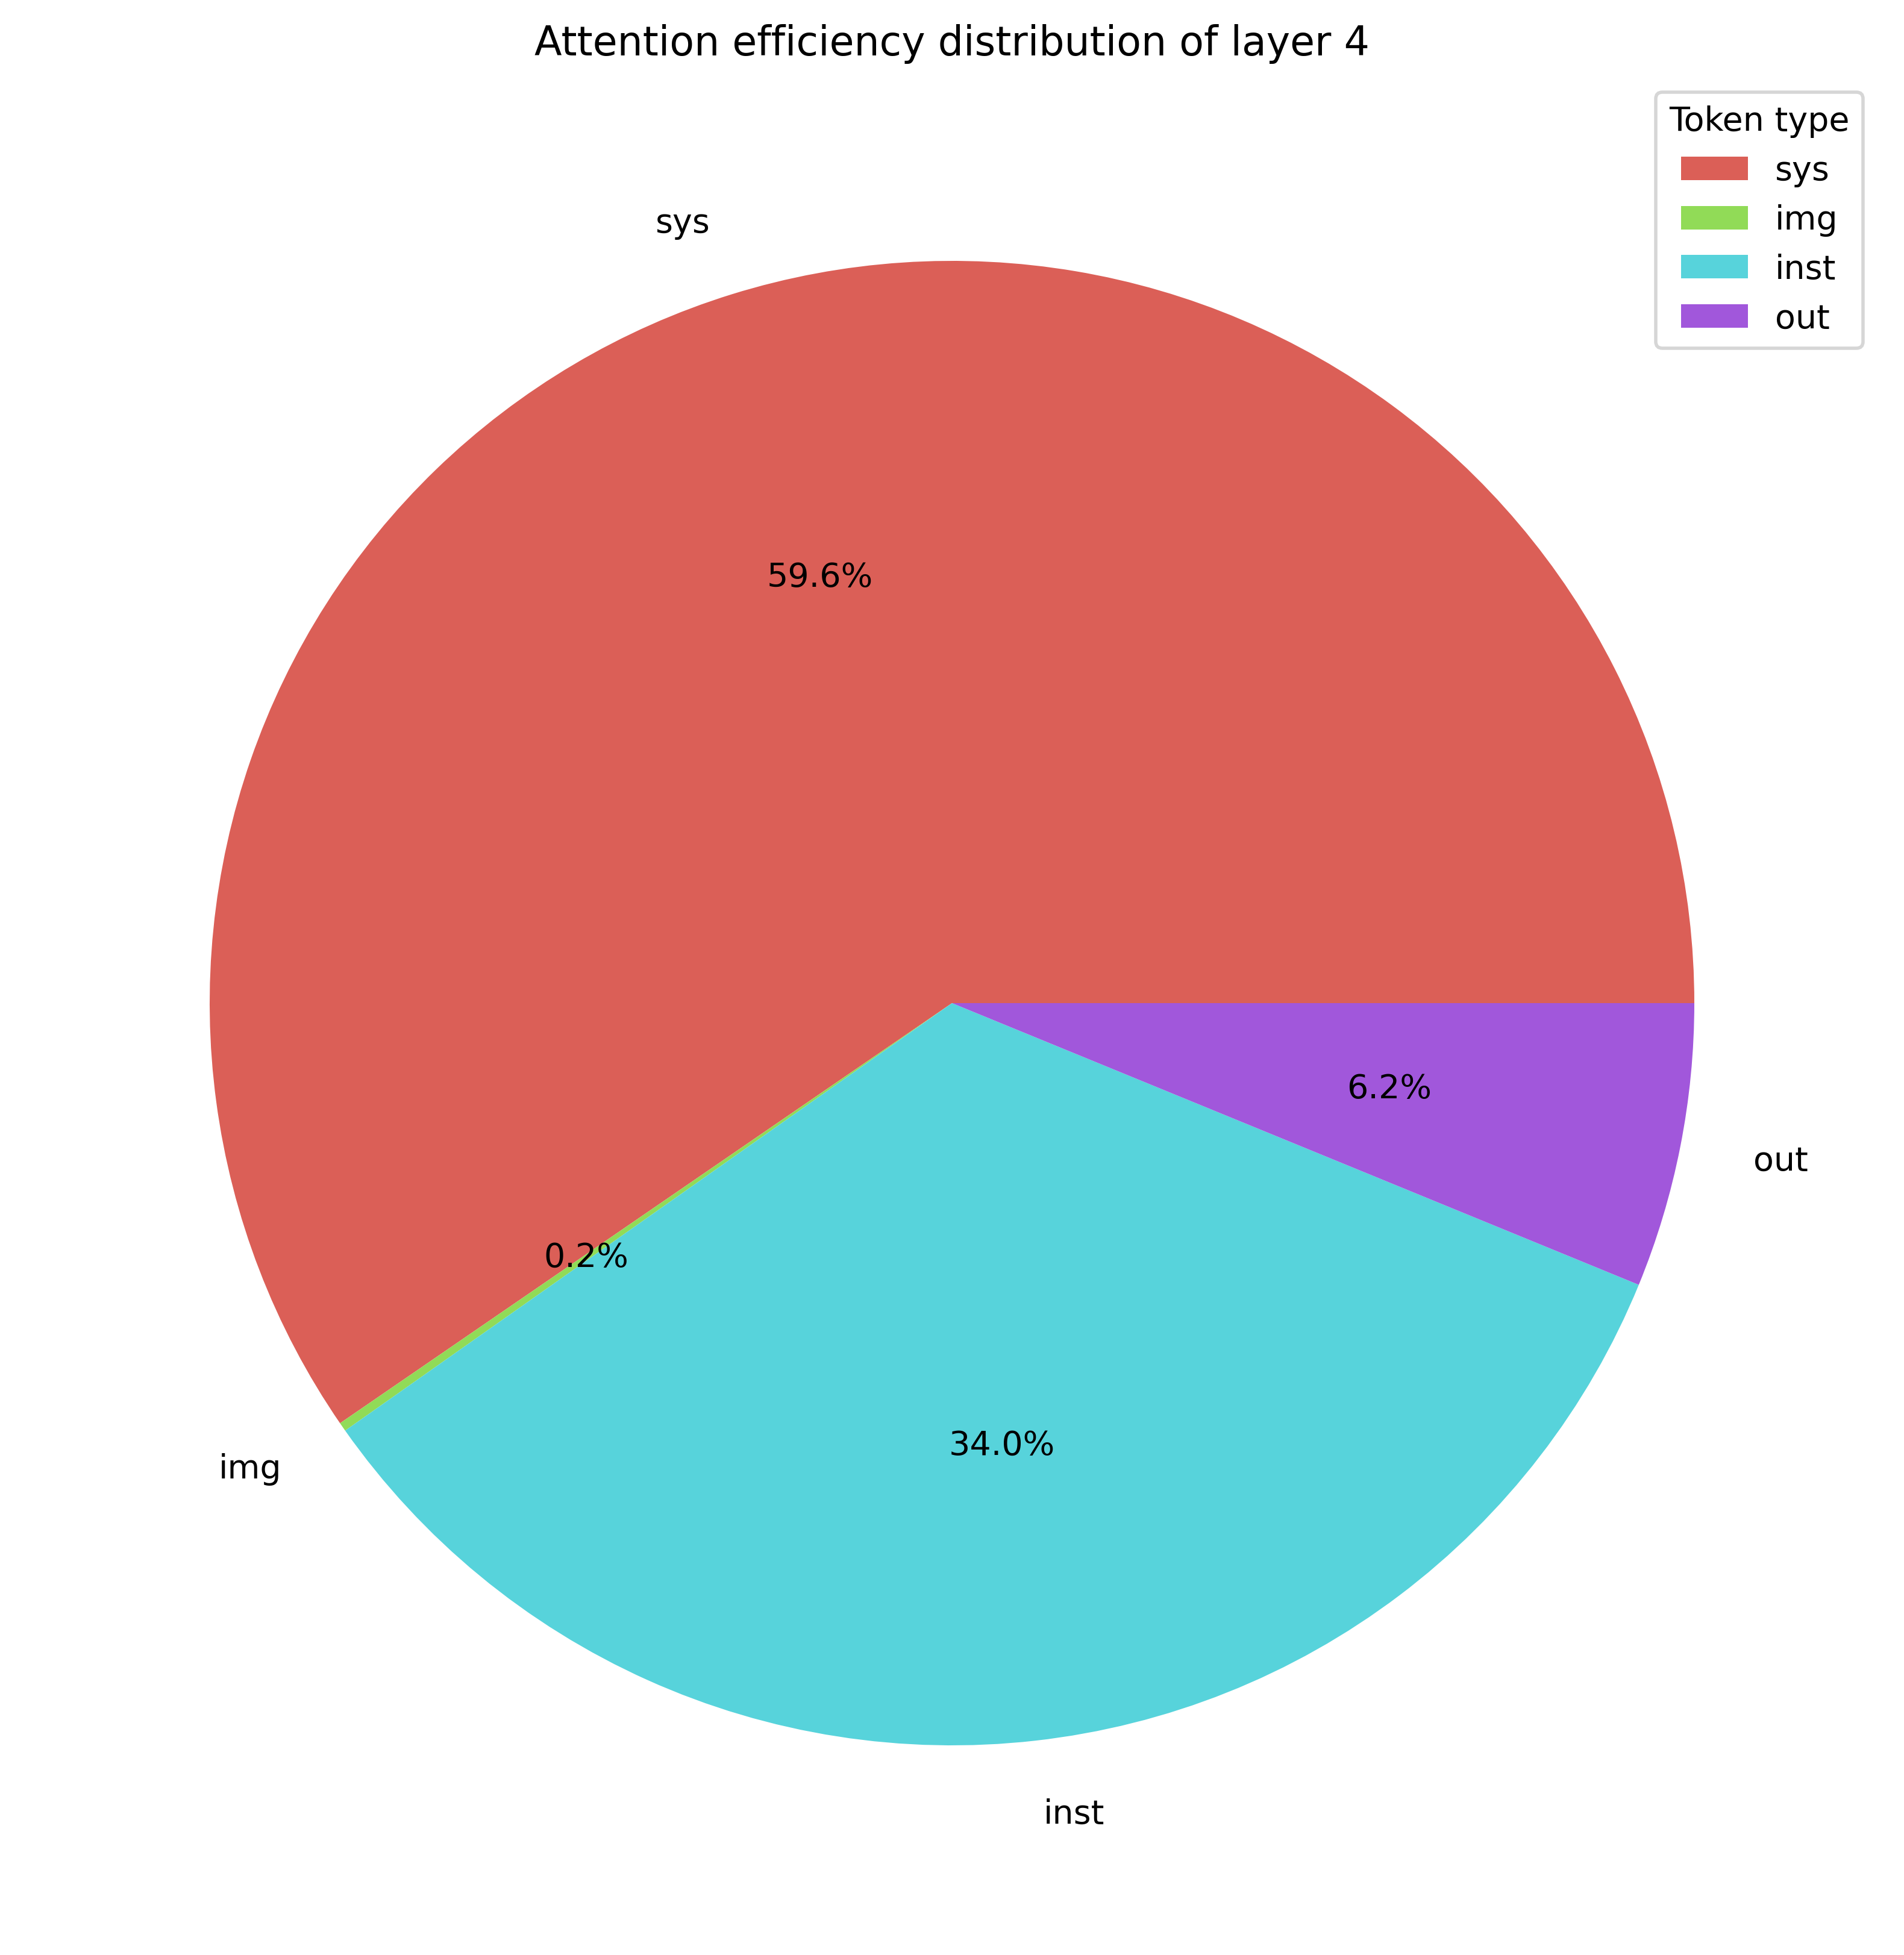 Attention efficiency distribution of layer 4
Token type
sys
img
inst
out
sys
59.6%
6.2%
out
0.2%
34.0%
img
inst